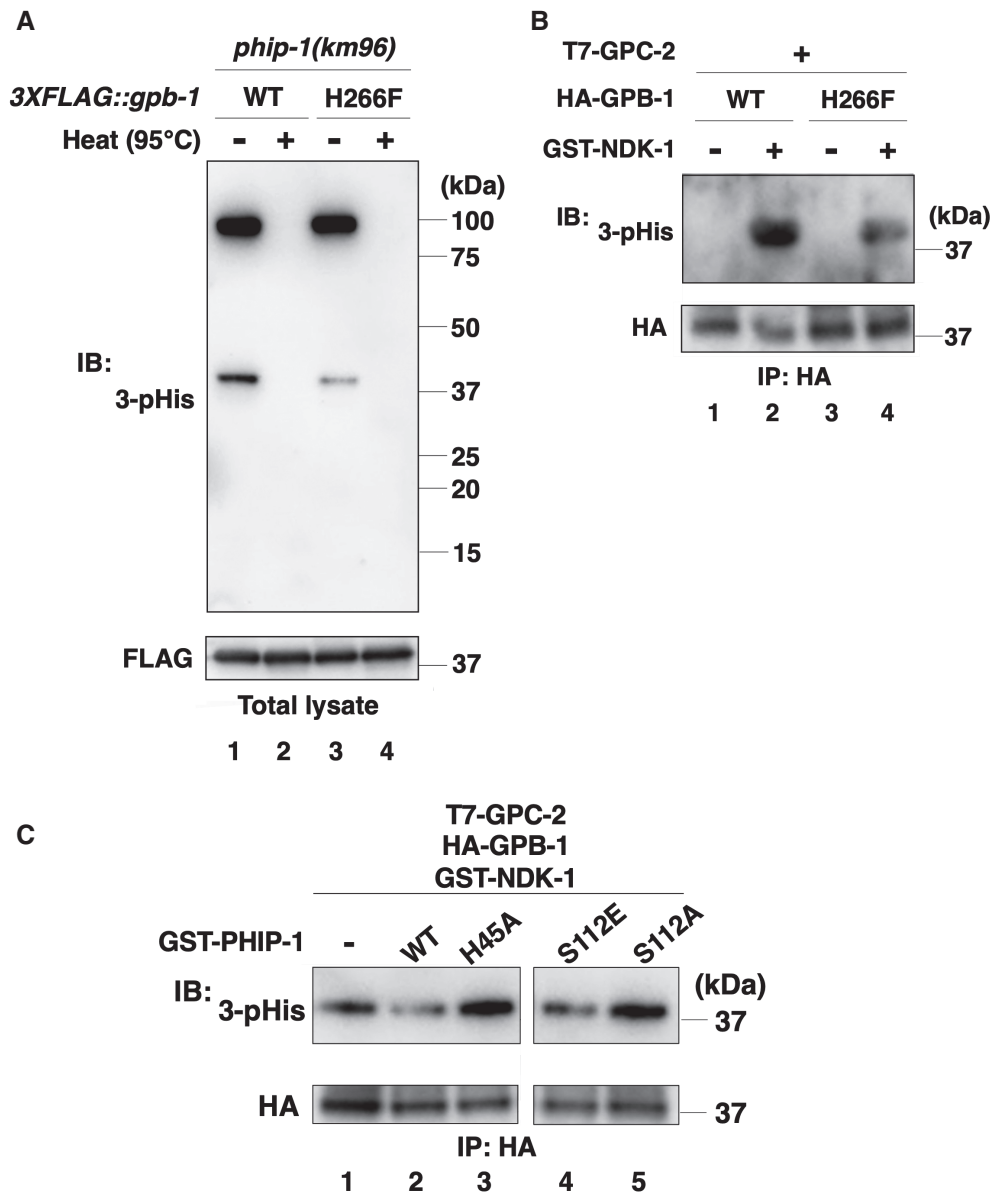 A
phip-1(km96)
3XFLAG::gpb-1 WT H266F
Heat (95°C) - + - +
(kDa)
100
75
50
IB:
3-pHis
37
25
20
15
FLAG
37
Total lysate
1 2 3 4
B
T7-GPC-2 +
HA-GPB-1 WT H266F
GST-NDK-1 - + - +
IB: 3-pHis
(kDa)
37
HA
37
IP: HA
1 2 3 4
C
T7-GPC-2
HA-GPB-1
GST-NDK-1
GST-PHIP-1 - WT H45A S112E S112A
IB: 3-pHis
(kDa)
37
HA
37
IP: HA
1 2 3 4 5